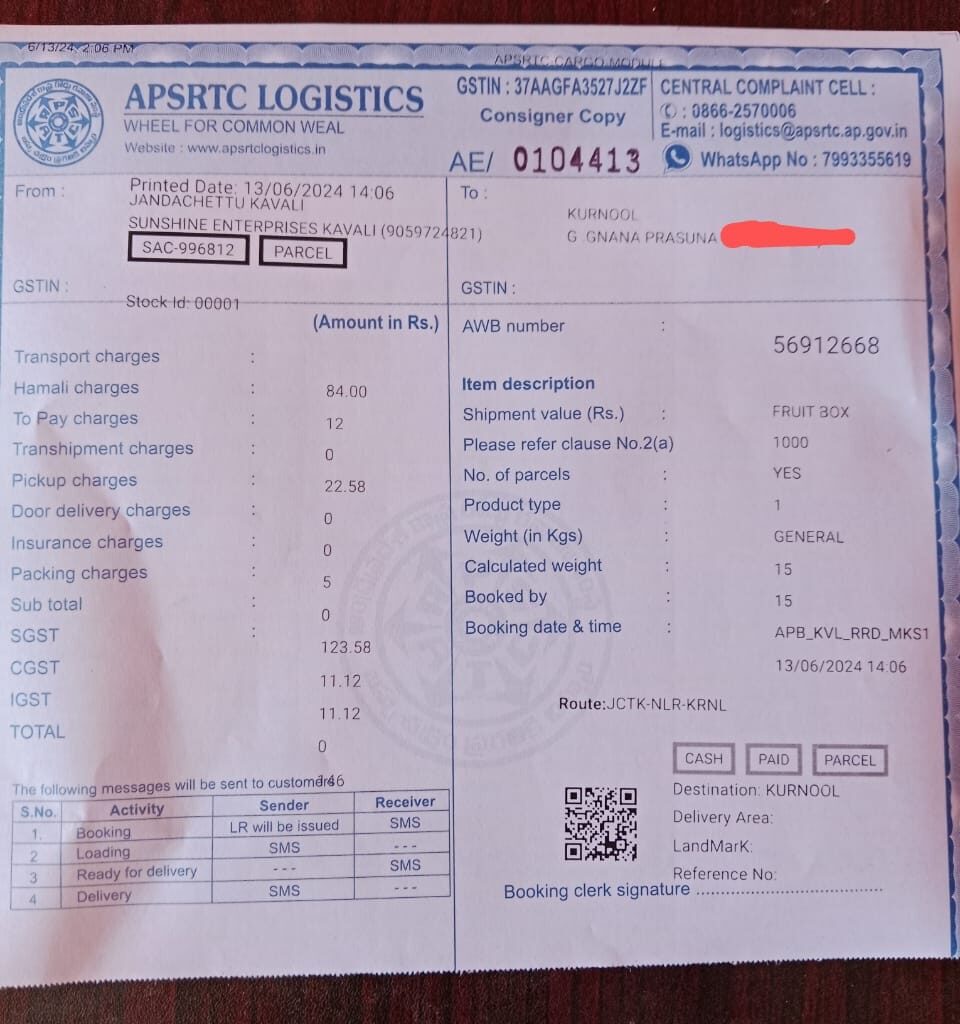 6/13/24, 2:06 PM
APSRTC CARGO MODULE
APSRTC LOGISTICS
WHEEL FOR COMMON WEAL
Website : www.apsrtclogistics.in
GSTIN : 37AAGFA3527J2ZF
Consigner Copy
AE/ 0104413
CENTRAL COMPLAINT CELL :
: 0866-2570006
E-mail : logistics@apsrtc.ap.gov.in
WhatsApp No : 7993355619
From :
Printed Date: 13/06/2024 14:06
JANDACHETTU KAVALI
SUNSHINE ENTERPRISES KAVALI (9059724821)
SAC-996812 PARCEL
GSTIN :
Stock Id: 00001
To :
KURNOOL
G GNANA PRASUNA
GSTIN :
(Amount in Rs.)
Transport charges :
Hamali charges : 84.00
To Pay charges : 12
Transhipment charges : 0
Pickup charges : 22.58
Door delivery charges : 0
Insurance charges : 0
Packing charges : 5
Sub total : 0
SGST : 123.58
CGST 11.12
IGST 11.12
TOTAL 0
146
AWB number : 56912668
Item description
Shipment value (Rs.) : FRUIT BOX
Please refer clause No.2(a) 1000
No. of parcels : YES
Product type : 1
Weight (in Kgs) : GENERAL
Calculated weight : 15
Booked by : 15
Booking date & time : APB_KVL_RRD_MKS1
13/06/2024 14:06
Route:JCTK-NLR-KRNL
CASH PAID PARCEL
Destination: KURNOOL
Delivery Area:
LandMarK:
Reference No:
Booking clerk signature ........................................
The following messages will be sent to customers
S.No. Activity Sender Receiver
1. Booking LR will be issued SMS
2 Loading SMS - - -
3 Ready for delivery - - - SMS
4 Delivery SMS - - -